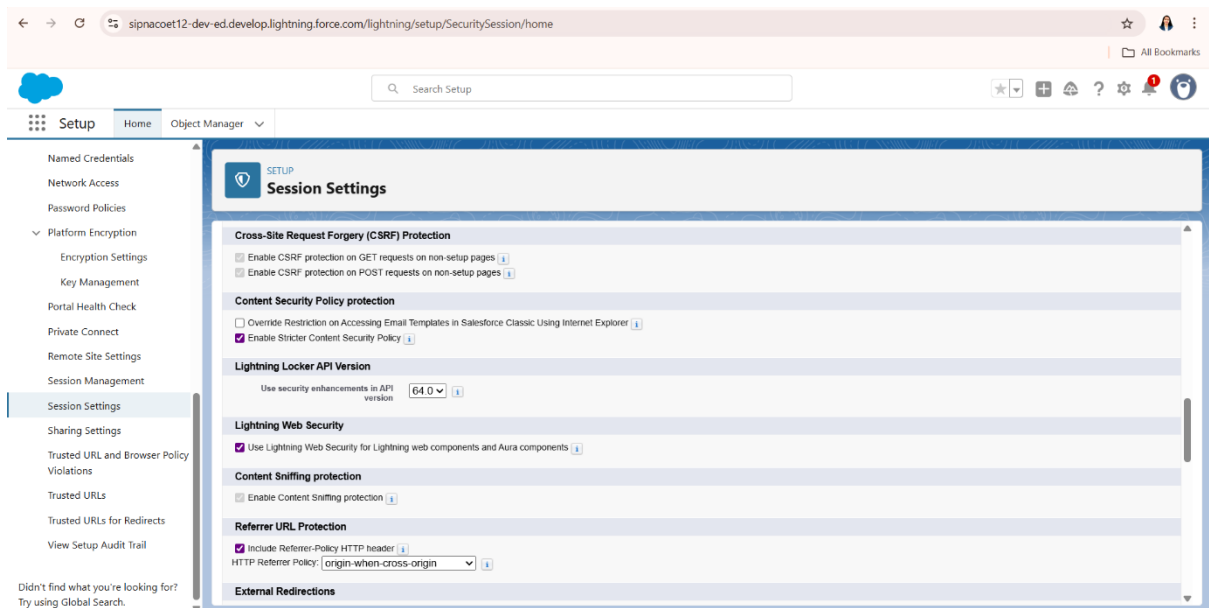 sipnacoet12-dev-ed.develop.lightning.force.com/lightning/setup/SecuritySession/home
All Bookmarks
Search Setup
1
Setup
Home
Object Manager
Named Credentials
Network Access
Password Policies
Platform Encryption
Encryption Settings
Key Management
Portal Health Check
Private Connect
Remote Site Settings
Session Management
Session Settings
Sharing Settings
Trusted URL and Browser Policy
Violations
Trusted URLs
Trusted URLs for Redirects
View Setup Audit Trail
Didn't find what you're looking for?
Try using Global Search.
SETUP
Session Settings
Cross-Site Request Forgery (CSRF) Protection
Enable CSRF protection on GET requests on non-setup pages
Enable CSRF protection on POST requests on non-setup pages
Content Security Policy protection
Override Restriction on Accessing Email Templates in Salesforce Classic Using Internet Explorer
Enable Stricter Content Security Policy
Lightning Locker API Version
Use security enhancements in API
version
64.0
Lightning Web Security
Use Lightning Web Security for Lightning web components and Aura components
Content Sniffing protection
Enable Content Sniffing protection
Referrer URL Protection
Include Referrer-Policy HTTP header
HTTP Referrer Policy: origin-when-cross-origin
External Redirections